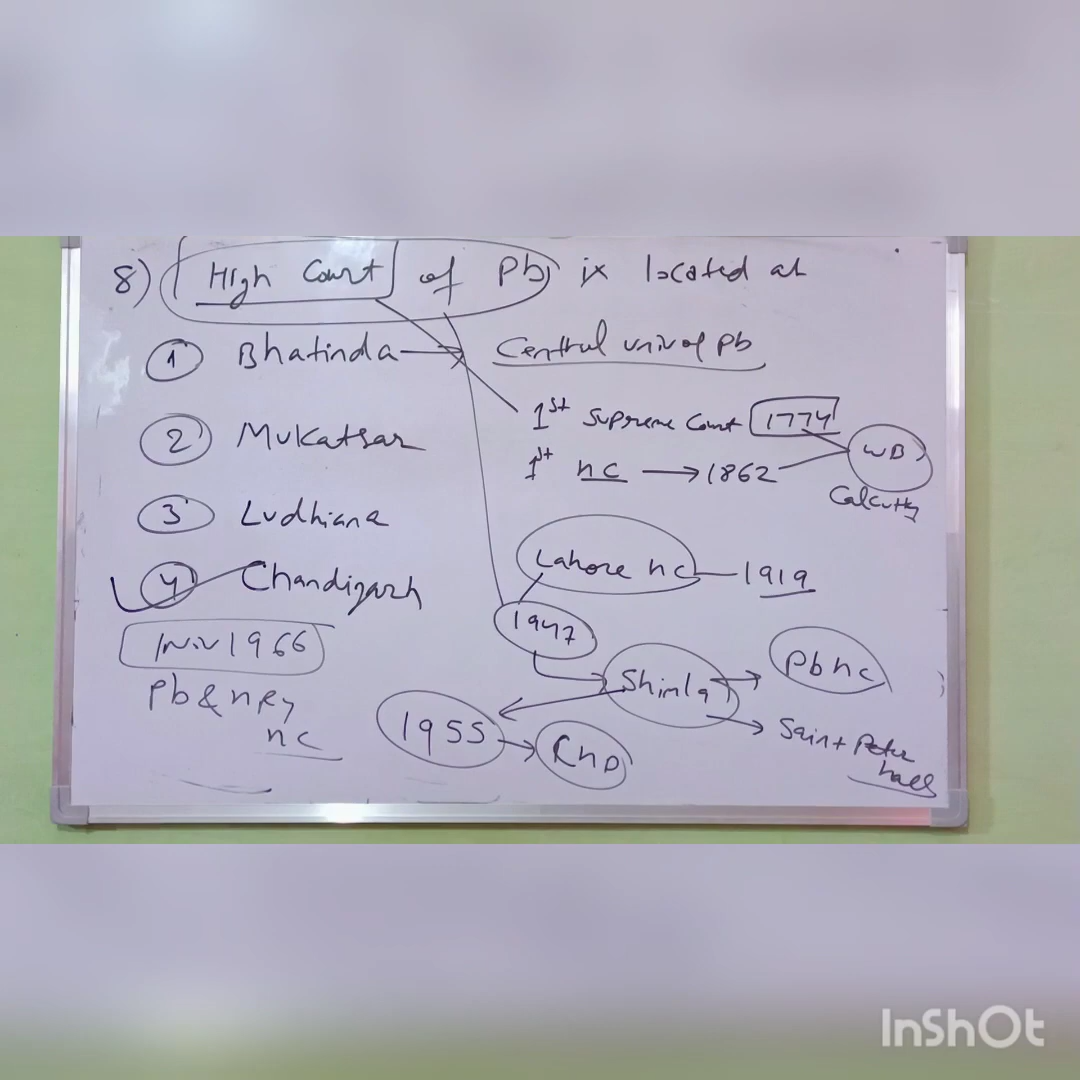 8) High Court of Pb is located at
1 Bhatinda → Central univ of pb
1st Supreme Court 1774
2 Mukatsar
1st HC → 1862
WB
Calcutta
3 Ludhiana
Lahore HC - 1919
4 Chandigarh
1947
Nov 1966
Shimla → Pb HC
Pb & HRy
HC
1955 → CHD
Saint Peter
Hall
InShOt